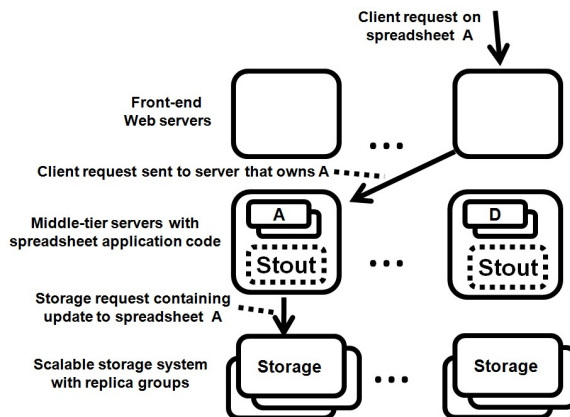 Client request on
spreadsheet A
Front-end
Web servers
...
Client request sent to server that owns A
Middle-tier servers with
spreadsheet application code
A
Stout
...
D
Stout
Storage request containing
update to spreadsheet A
Scalable storage system
with replica groups
Storage
...
Storage